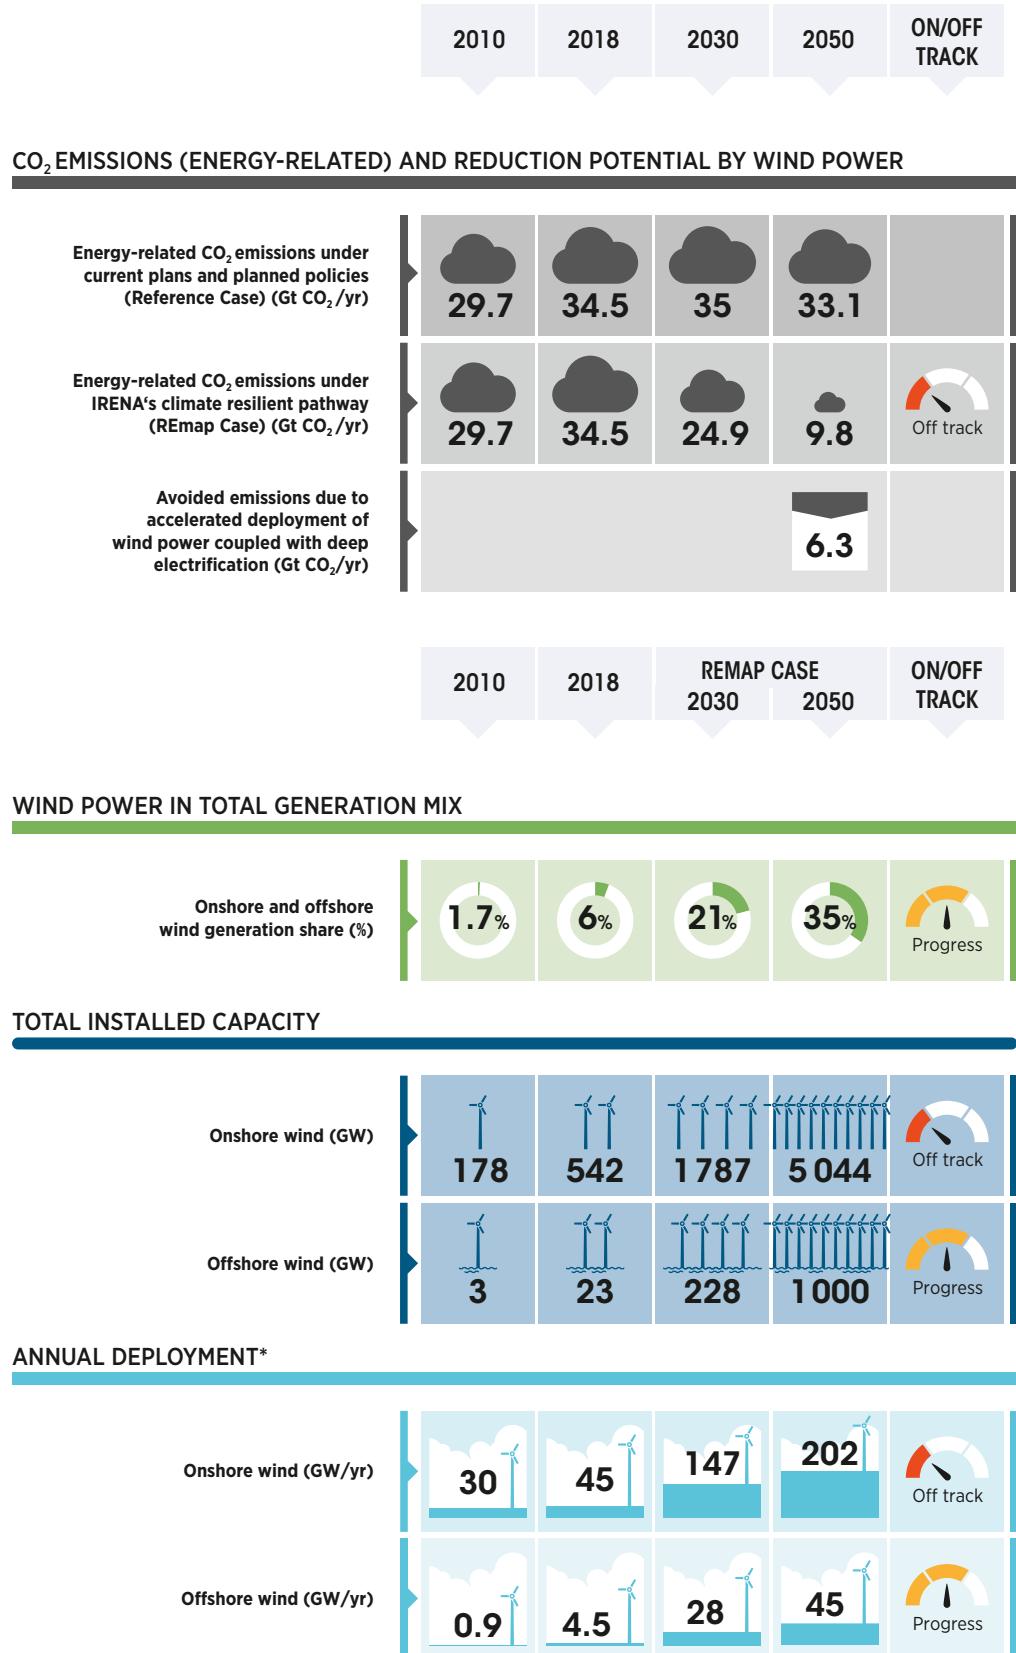 2010 2018 2030 2050 ON/OFF
TRACK
CO₂ EMISSIONS (ENERGY-RELATED) AND REDUCTION POTENTIAL BY WIND POWER
Energy-related CO₂ emissions under
current plans and planned policies
(Reference Case) (Gt CO₂ /yr)
29.7 34.5 35 33.1
Energy-related CO₂ emissions under
IRENA‘s climate resilient pathway
(REmap Case) (Gt CO₂ /yr)
29.7 34.5 24.9 9.8 Off track
Avoided emissions due to
accelerated deployment of
wind power coupled with deep
electrification (Gt CO₂/yr)
6.3
2010 2018 REMAP CASE ON/OFF
2030 2050 TRACK
WIND POWER IN TOTAL GENERATION MIX
Onshore and offshore
wind generation share (%)
1.7% 6% 21% 35% Progress
TOTAL INSTALLED CAPACITY
Onshore wind (GW)
178 542 1 787 5 044 Off track
Offshore wind (GW)
3 23 228 1 000 Progress
ANNUAL DEPLOYMENT*
Onshore wind (GW/yr)
30 45 147 202 Off track
Offshore wind (GW/yr)
0.9 4.5 28 45 Progress